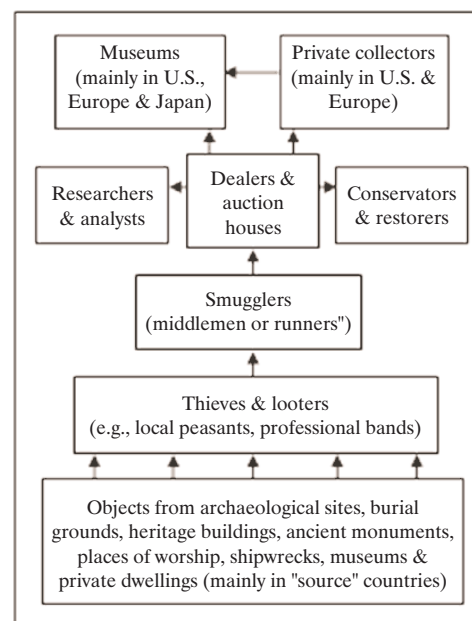 Museums
(mainly in U.S.,
Europe & Japan)
Private collectors
(mainly in U.S. &
Europe)
Researchers
& analysts
Dealers &
auction
houses
Conservators
& restorers
Smugglers
(middlemen or runners")
Thieves & looters
(e.g., local peasants, professional bands)
Objects from archaeological sites, burial
grounds, heritage buildings, ancient monuments,
places of worship, shipwrecks, museums &
private dwellings (mainly in "source" countries)